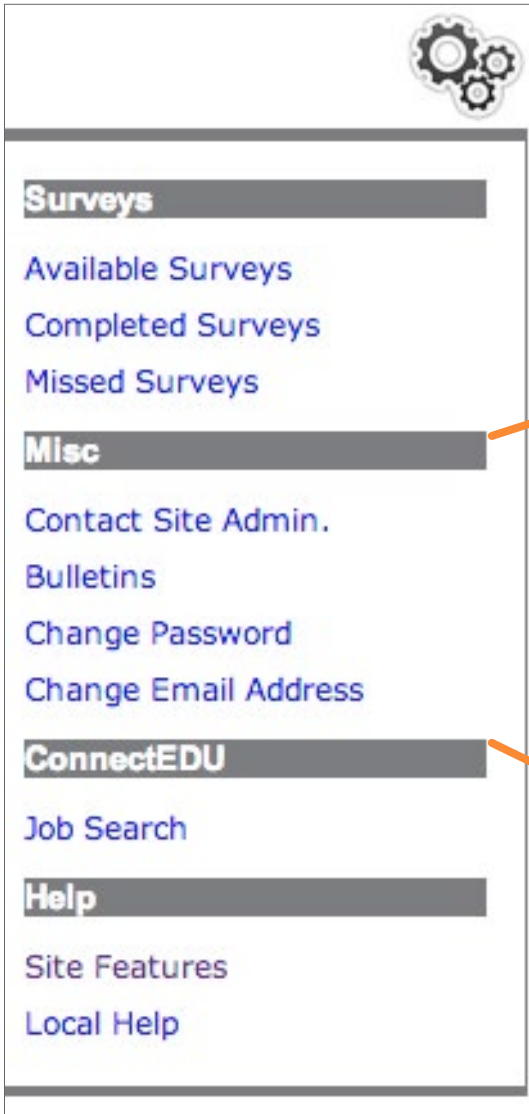 Surveys
Available Surveys
Completed Surveys
Missed Surveys
Misc
Contact Site Admin.
Bulletins
Change Password
Change Email Address
ConnectEDU
Job Search
Help
Site Features
Local Help